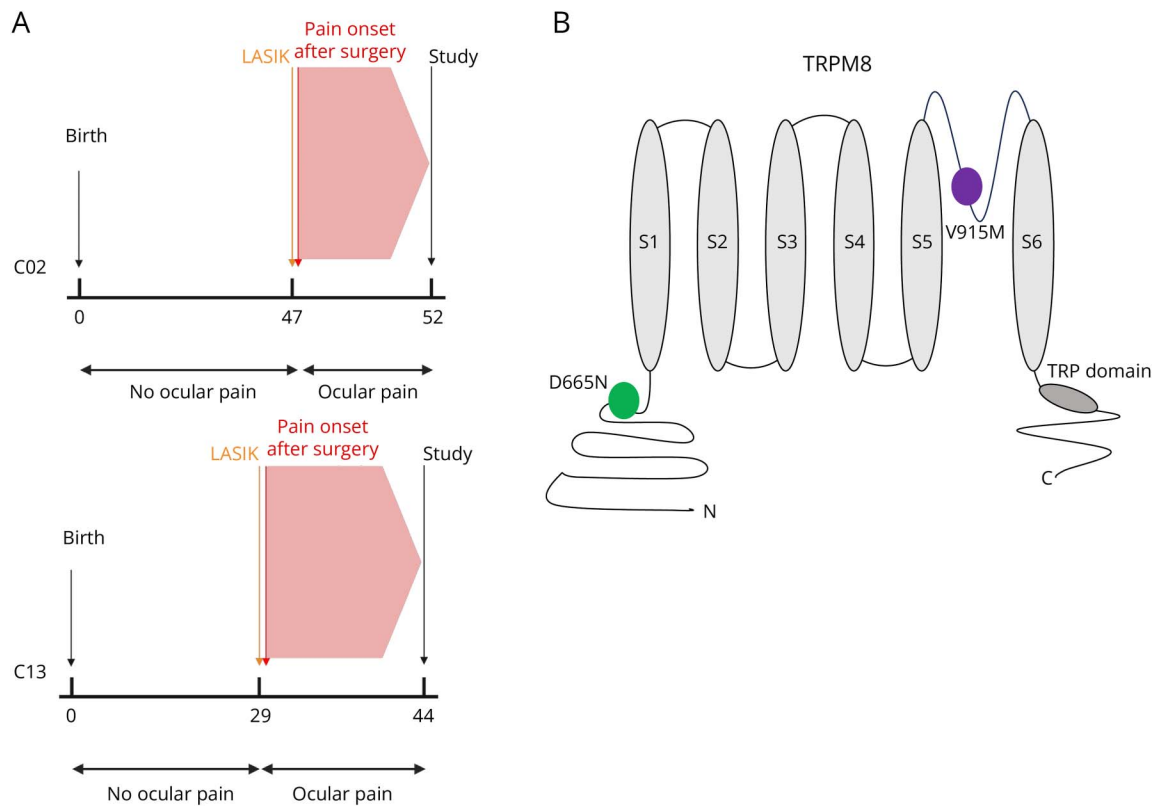 A
Pain onset
after surgery
LASIK
Study
Birth
C02
0
47
52
No ocular pain
Ocular pain
Pain onset
after surgery
LASIK
Study
Birth
C13
0
29
44
No ocular pain
Ocular pain
B
TRPM8
S1
S2
S3
S4
S5
V915M
S6
D665N
TRP domain
C
N